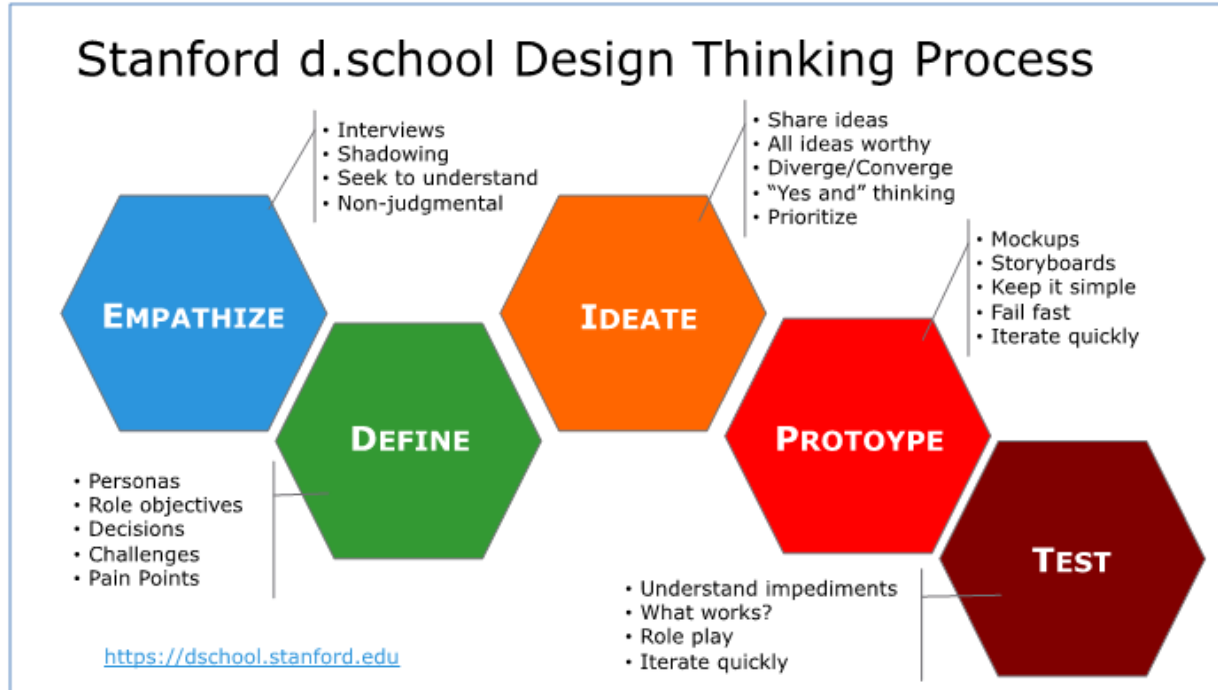 Stanford d.school Design Thinking Process
• Interviews
• Shadowing
• Seek to understand
• Non-judgmental
EMPATHIZE
• Personas
• Role objectives
• Decisions
• Challenges
• Pain Points
DEFINE
• Share ideas
• All ideas worthy
• Diverge/Converge
• “Yes and” thinking
• Prioritize
IDEATE
• Mockups
• Storyboards
• Keep it simple
• Fail fast
• Iterate quickly
PROTOYPE
• Understand impediments
• What works?
• Role play
• Iterate quickly
TEST
https://dschool.stanford.edu